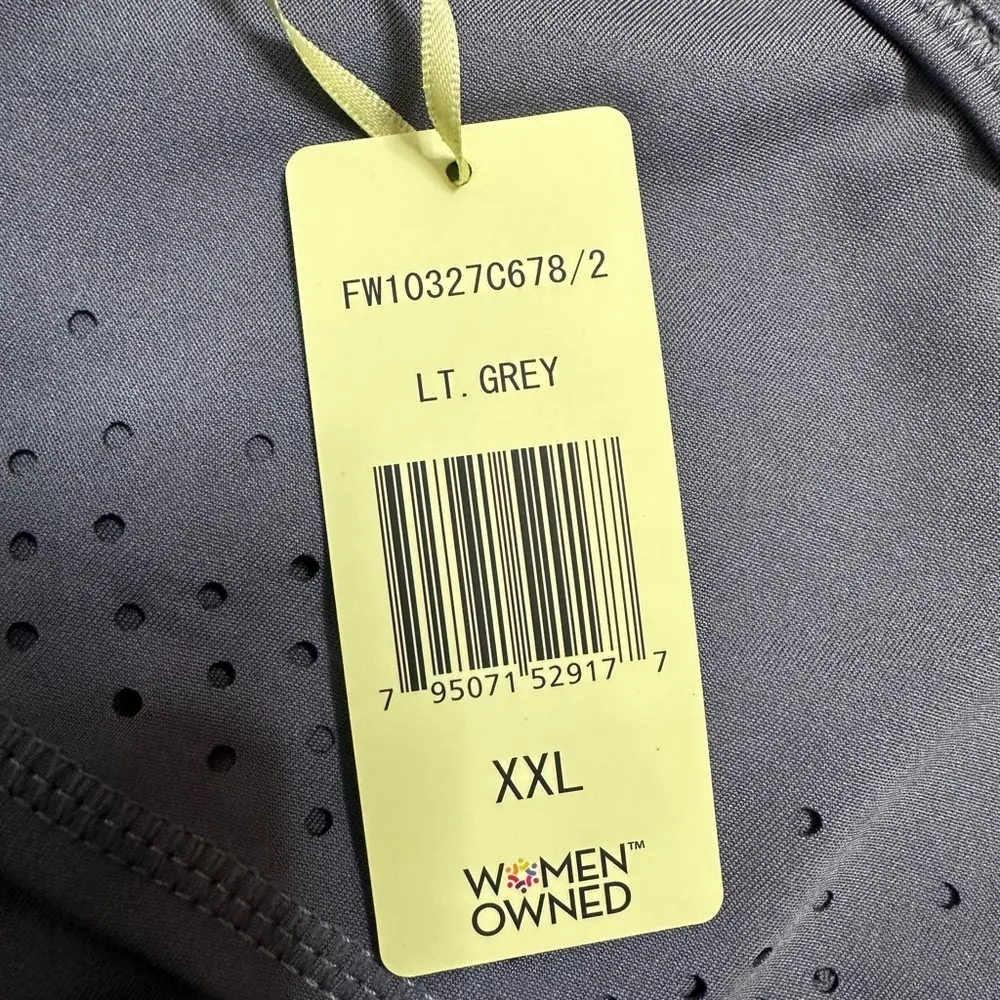 FW10327C678/2
LT. GREY
7 95071 52917 7
XXL
WOMEN™
OWNED